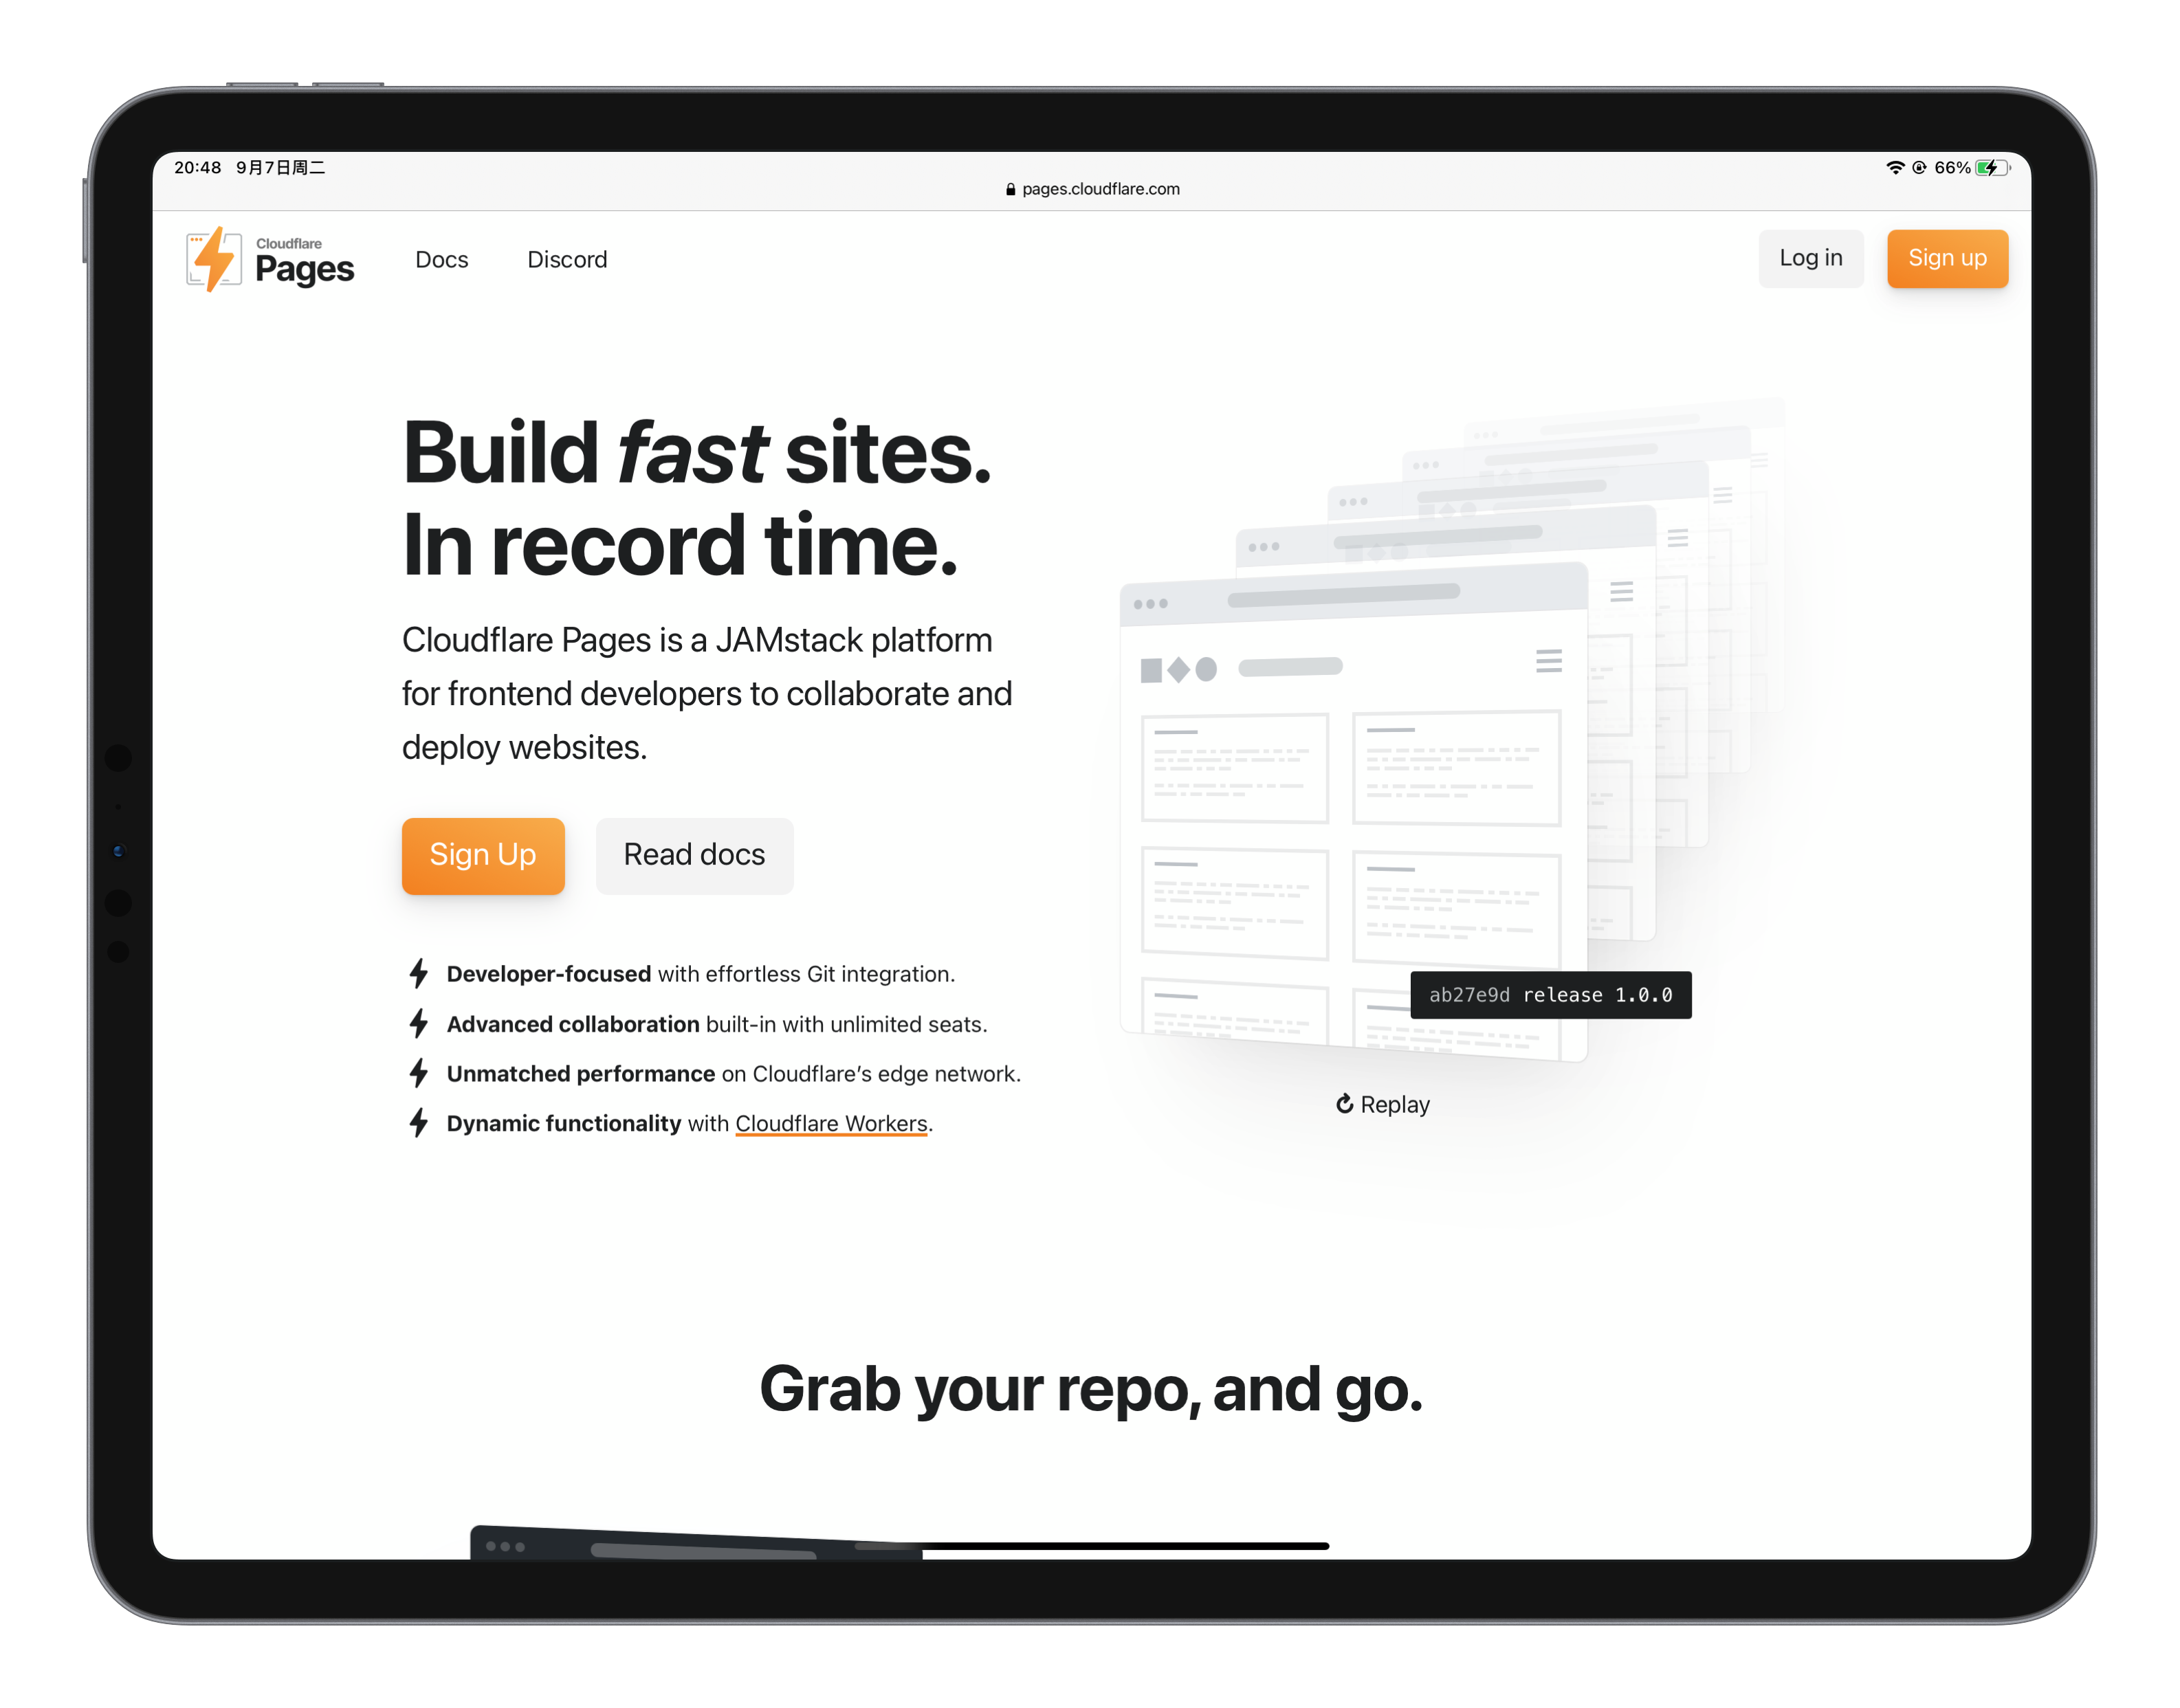 20:48 9月7日周二
66%
pages.cloudflare.com
Cloudflare
Pages
Docs
Discord
Log in
Sign up
Build fast sites.
In record time.
Cloudflare Pages is a JAMstack platform
for frontend developers to collaborate and
deploy websites.
Sign Up
Read docs
Developer-focused with effortless Git integration.
Advanced collaboration built-in with unlimited seats.
Unmatched performance on Cloudflare’s edge network.
Dynamic functionality with Cloudflare Workers.
ab27e9d release 1.0.0
Replay
Grab your repo, and go.